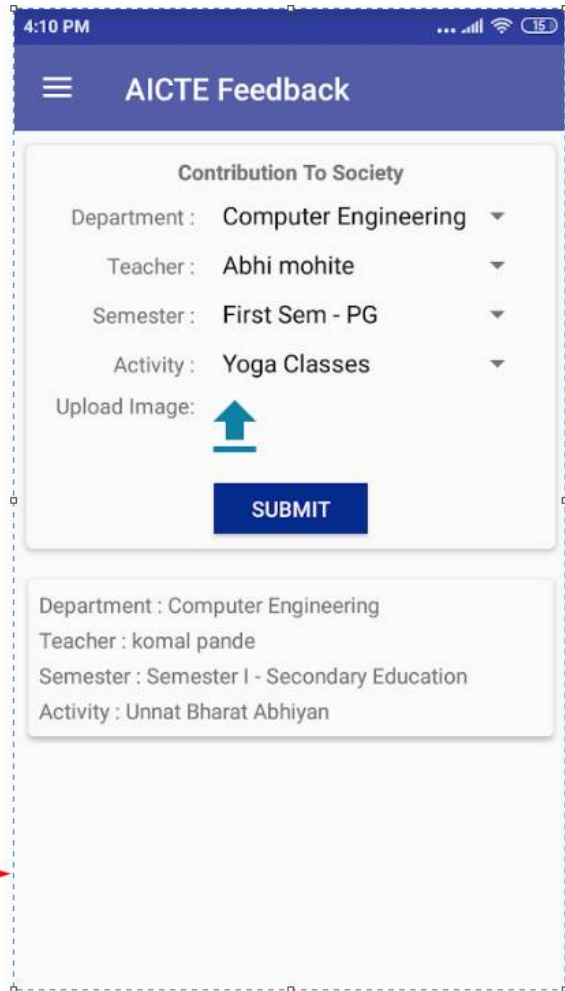 4:10 PM 15
AICTE Feedback
Contribution To Society
Department : Computer Engineering
Teacher : Abhi mohite
Semester : First Sem - PG
Activity : Yoga Classes
Upload Image:
SUBMIT
Department : Computer Engineering
Teacher : komal pande
Semester : Semester I - Secondary Education
Activity : Unnat Bharat Abhiyan